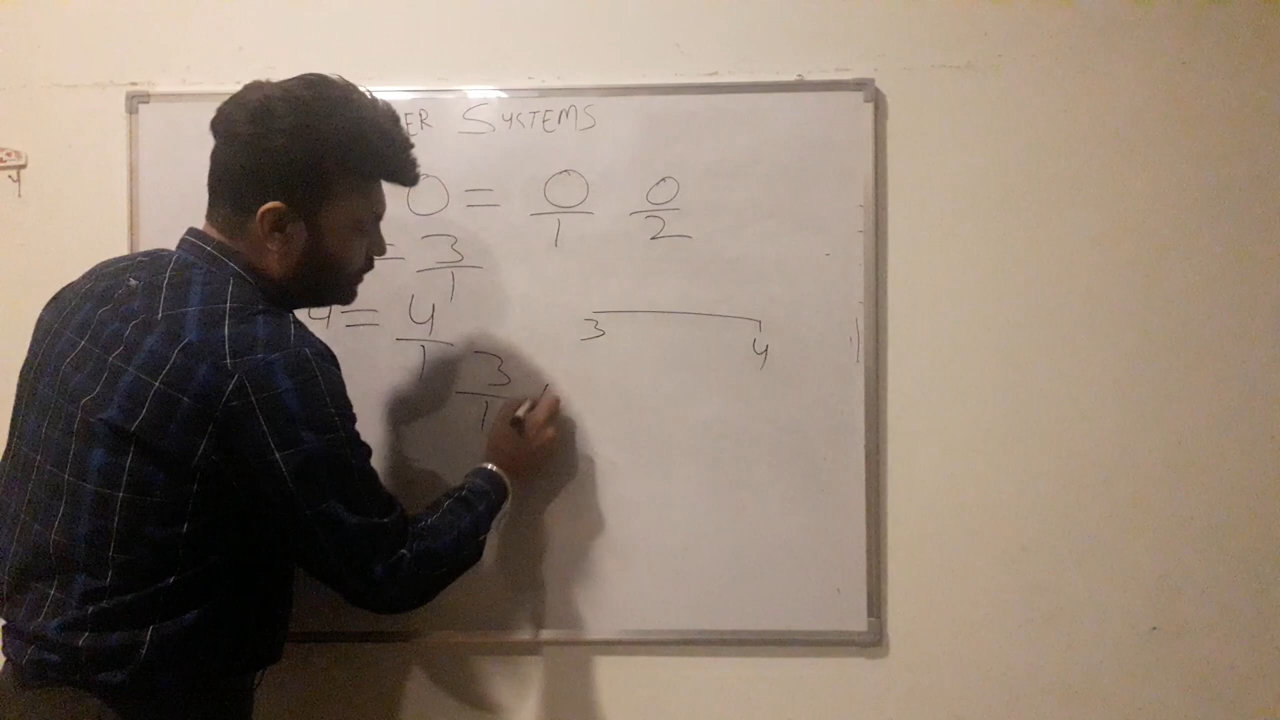 ER SYSTEMS
0 = 0/1 0/2
= 3/1
4 = 4/1
3 4
3/1